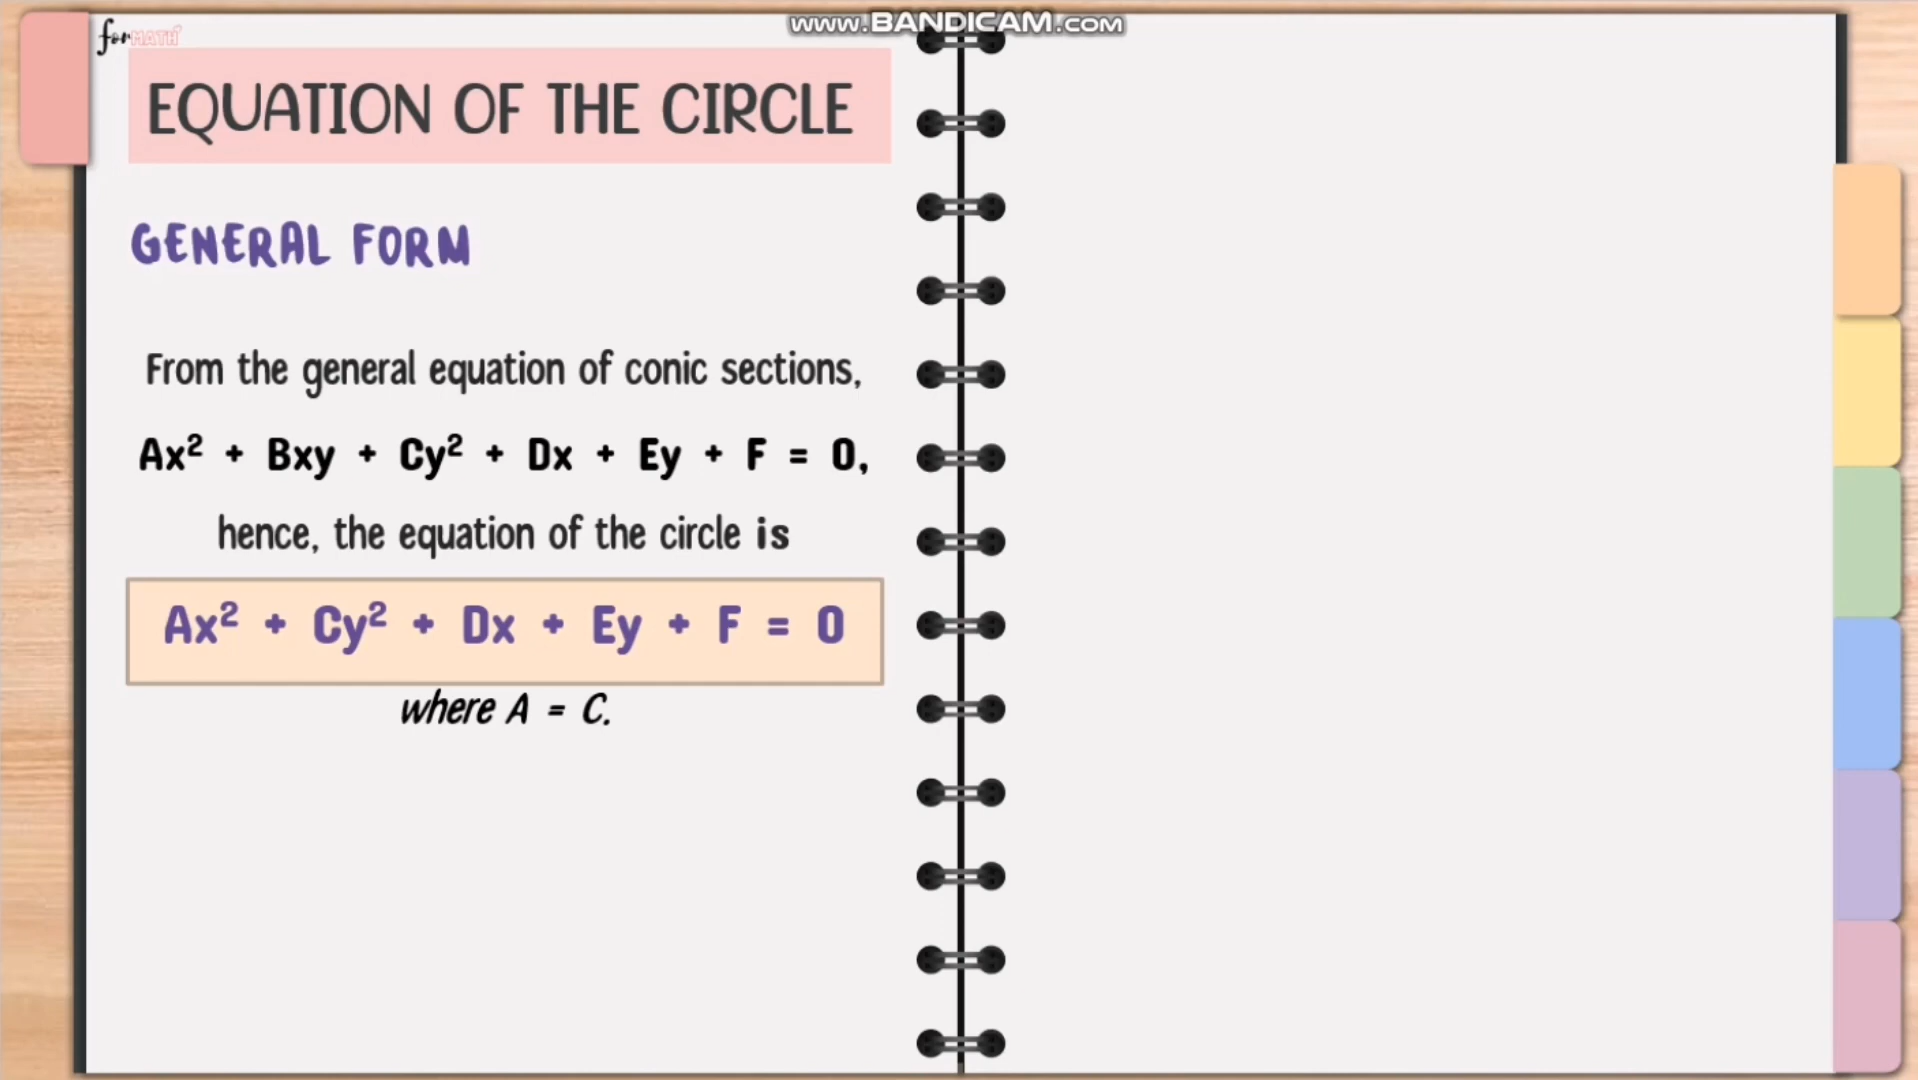 www.BANDICAM.com
forMATH
EQUATION OF THE CIRCLE
GENERAL FORM
From the general equation of conic sections,
Ax² + Bxy + Cy² + Dx + Ey + F = 0,
hence, the equation of the circle is
Ax² + Cy² + Dx + Ey + F = 0
where A = C.